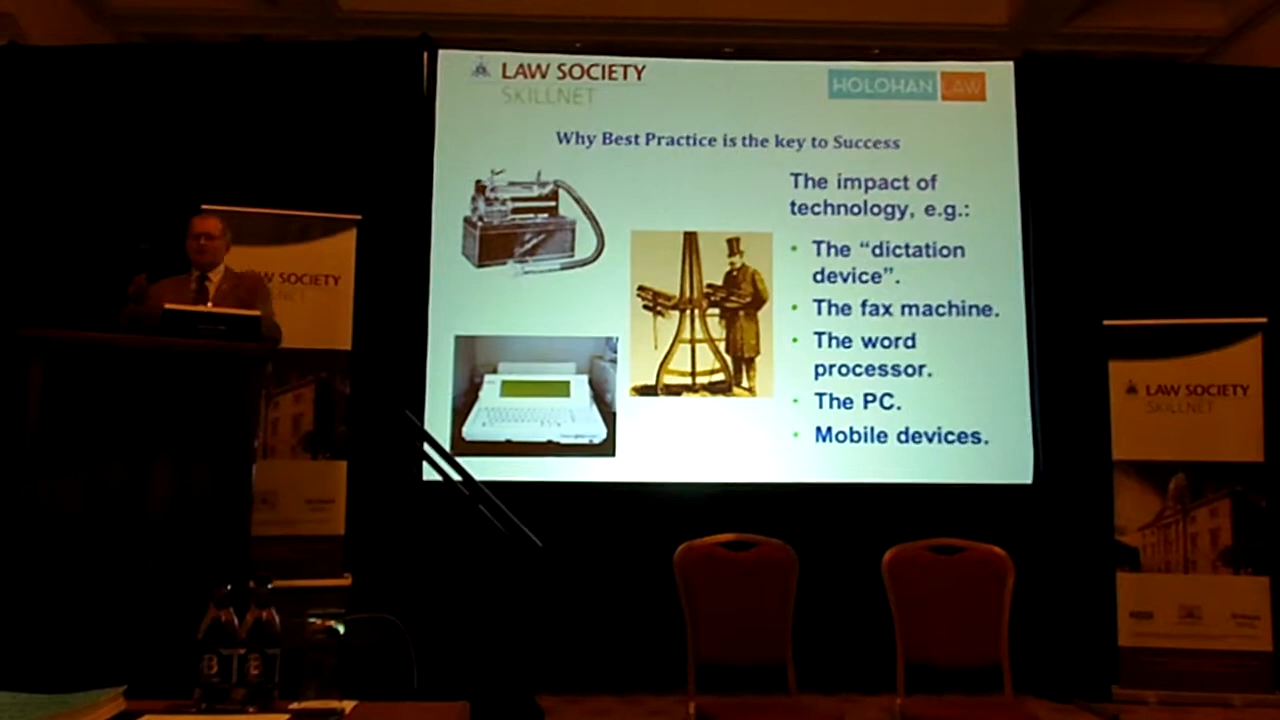 LAW SOCIETY
SKILLNET
HOLOHAN LAW
Why Best Practice is the key to Success
The impact of
technology, e.g.:
• The “dictation
device”.
• The fax machine.
• The word
processor.
• The PC.
• Mobile devices.
W SOCIETY
LAW SOCIETY
SKILLNET